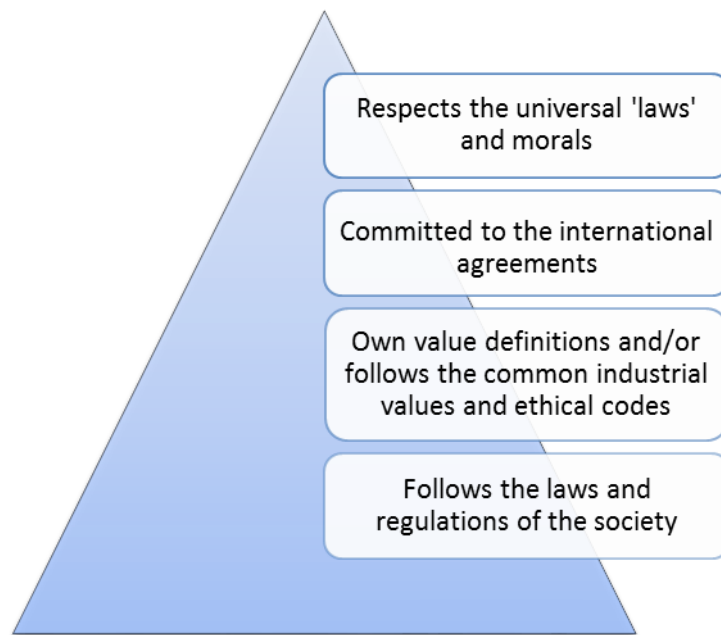 Respects the universal 'laws'
and morals
Committed to the international
agreements
Own value definitions and/or
follows the common industrial
values and ethical codes
Follows the laws and
regulations of the society